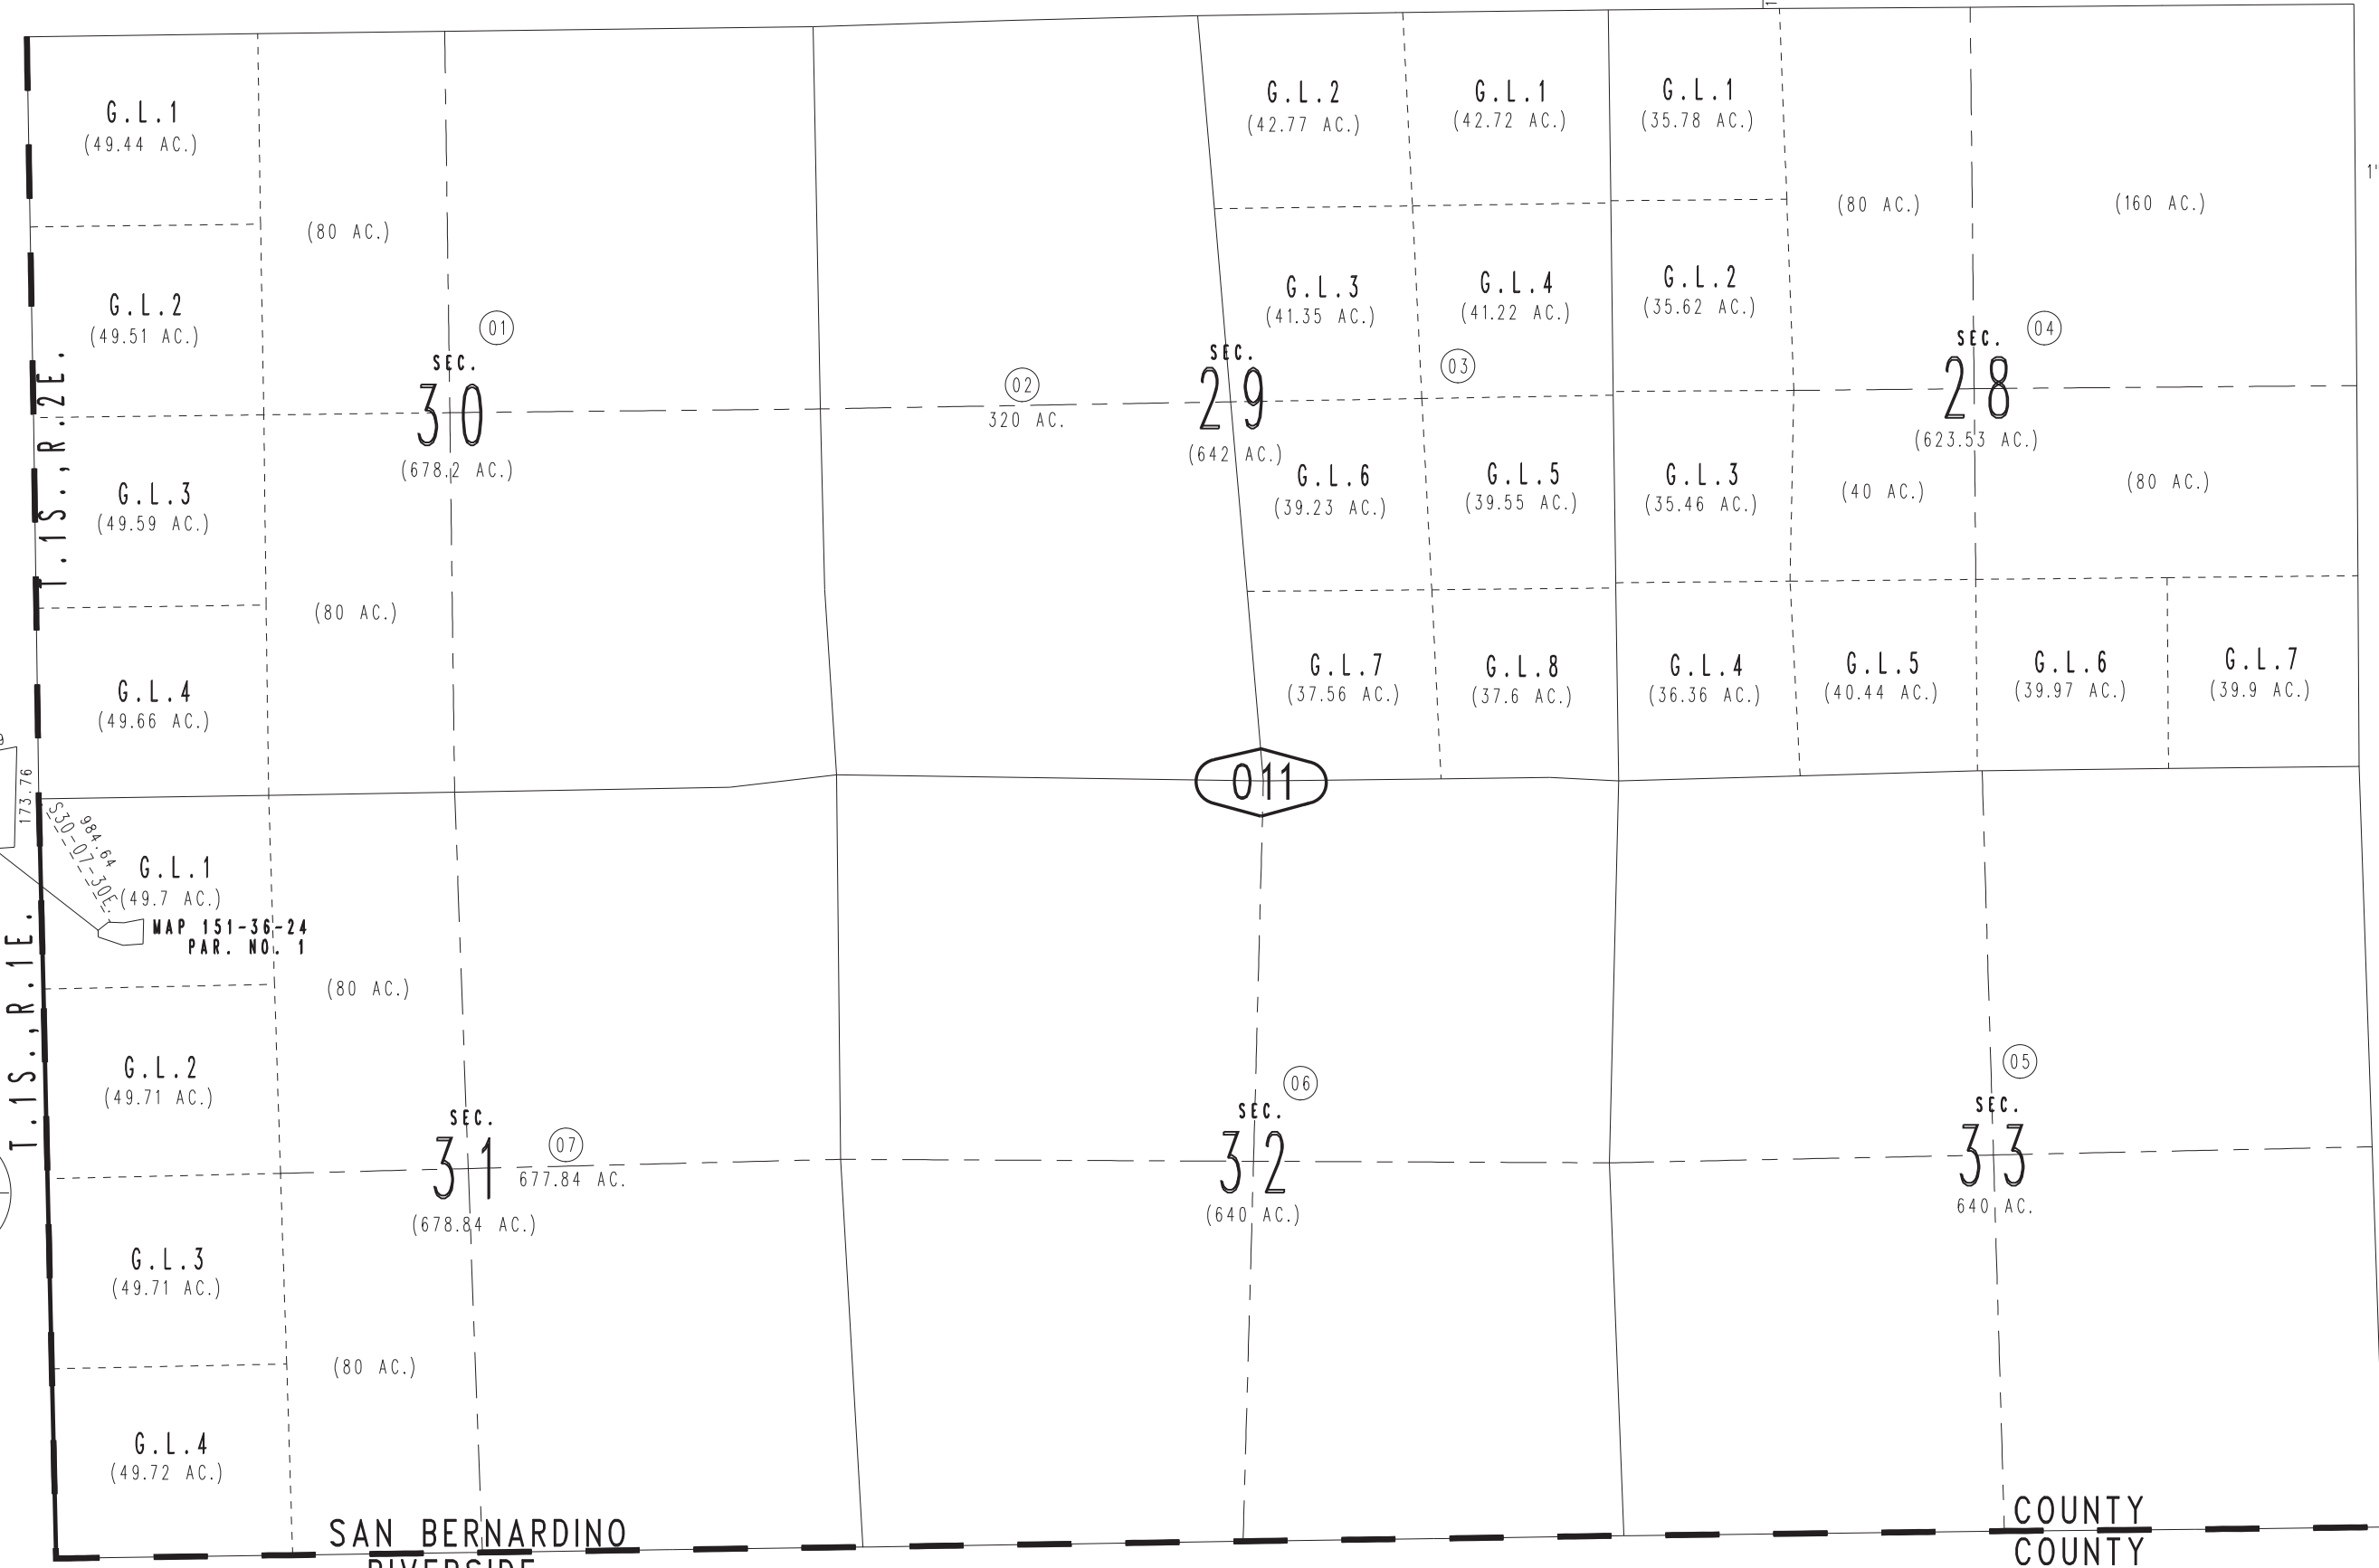 G.L.1
(49.44 AC.)
(80 AC.)
G.L.2
(49.51 AC.)
01
SEC.
30
(678.2 AC.)
G.L.3
(49.59 AC.)
(80 AC.)
G.L.4
(49.66 AC.)
T.1S.,R.2E.
02
320 AC.
SEC.
29
(642 AC.)
G.L.2
(42.77 AC.)
G.L.1
(42.72 AC.)
G.L.3
(41.35 AC.)
G.L.4
(41.22 AC.)
03
G.L.6
(39.23 AC.)
G.L.5
(39.55 AC.)
G.L.7
(37.56 AC.)
G.L.8
(37.6 AC.)
G.L.1
(35.78 AC.)
(80 AC.)
(160 AC.)
1"
G.L.2
(35.62 AC.)
SEC.
28
04
(623.53 AC.)
G.L.3
(35.46 AC.)
(40 AC.)
(80 AC.)
G.L.4
(36.36 AC.)
G.L.5
(40.44 AC.)
G.L.6
(39.97 AC.)
G.L.7
(39.9 AC.)
011
173.76
984.64
S30-07-30E.
G.L.1
(49.7 AC.)
MAP 151-36-24
PAR. NO. 1
T.1S.,R.1E.
(80 AC.)
G.L.2
(49.71 AC.)
SEC.
31
07
677.84 AC.
(678.84 AC.)
G.L.3
(49.71 AC.)
(80 AC.)
G.L.4
(49.72 AC.)
06
SEC.
32
(640 AC.)
05
SEC.
33
640 AC.
SAN BERNARDINO
COUNTY
RIVERSIDE
COUNTY